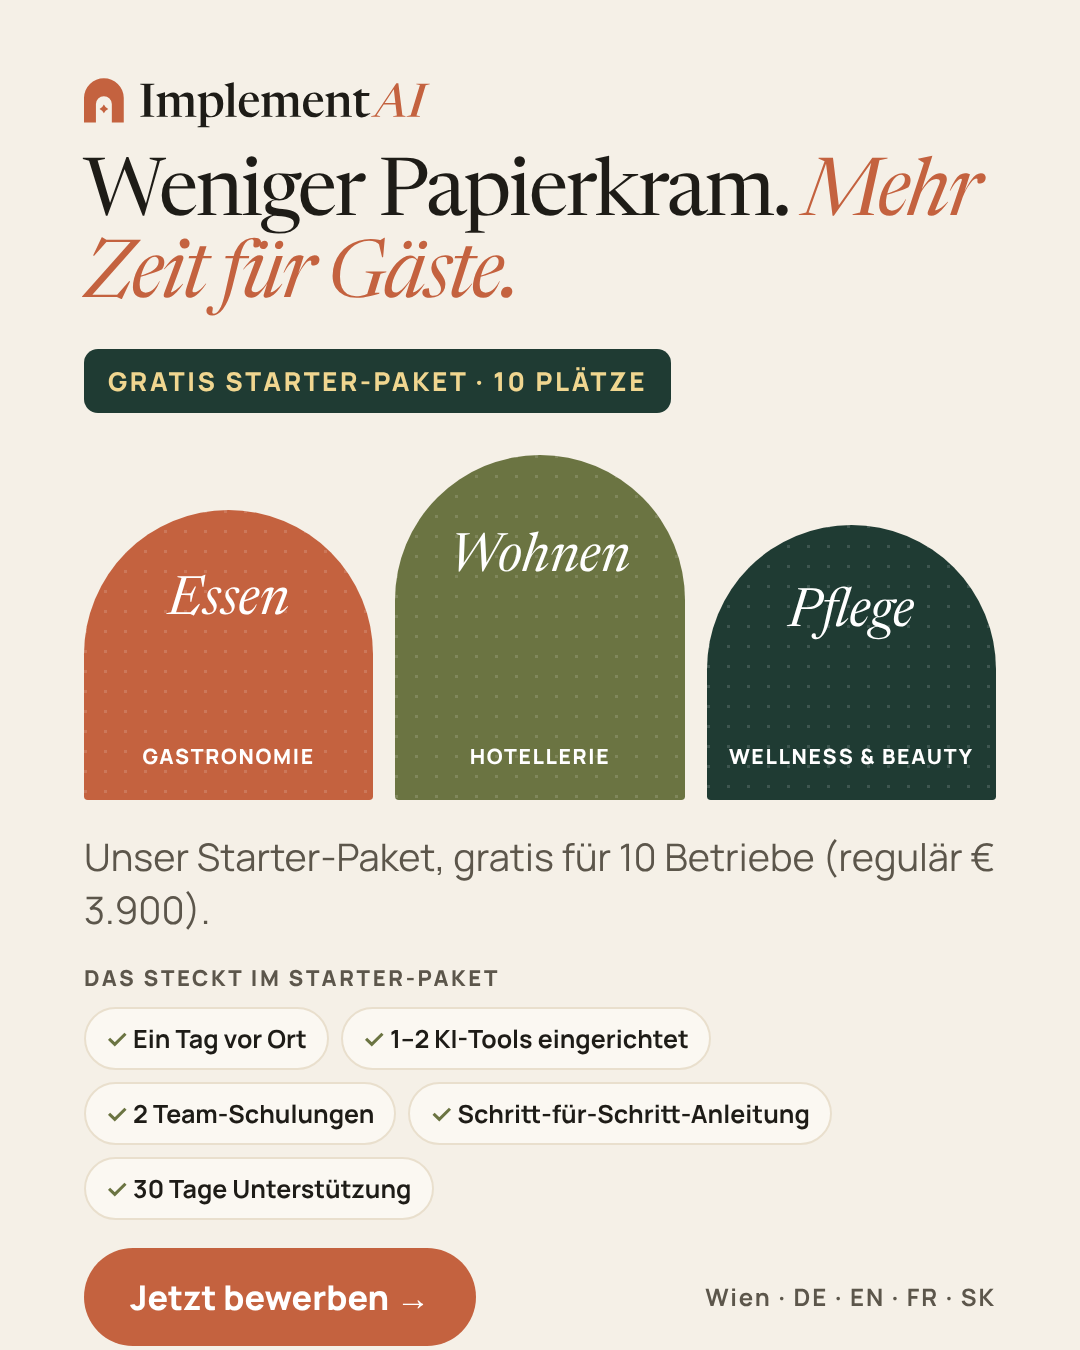 ImplementAI
Weniger Papierkram. Mehr
Zeit für Gäste.
GRATIS STARTER-PAKET · 10 PLÄTZE
Essen
Wohnen
Pflege
GASTRONOMIE
HOTELLERIE
WELLNESS & BEAUTY
Unser Starter-Paket, gratis für 10 Betriebe (regulär €
3.900).
DAS STECKT IM STARTER-PAKET
✓ Ein Tag vor Ort
✓ 1–2 KI-Tools eingerichtet
✓ 2 Team-Schulungen
✓ Schritt-für-Schritt-Anleitung
✓ 30 Tage Unterstützung
Jetzt bewerben →
Wien · DE · EN · FR · SK